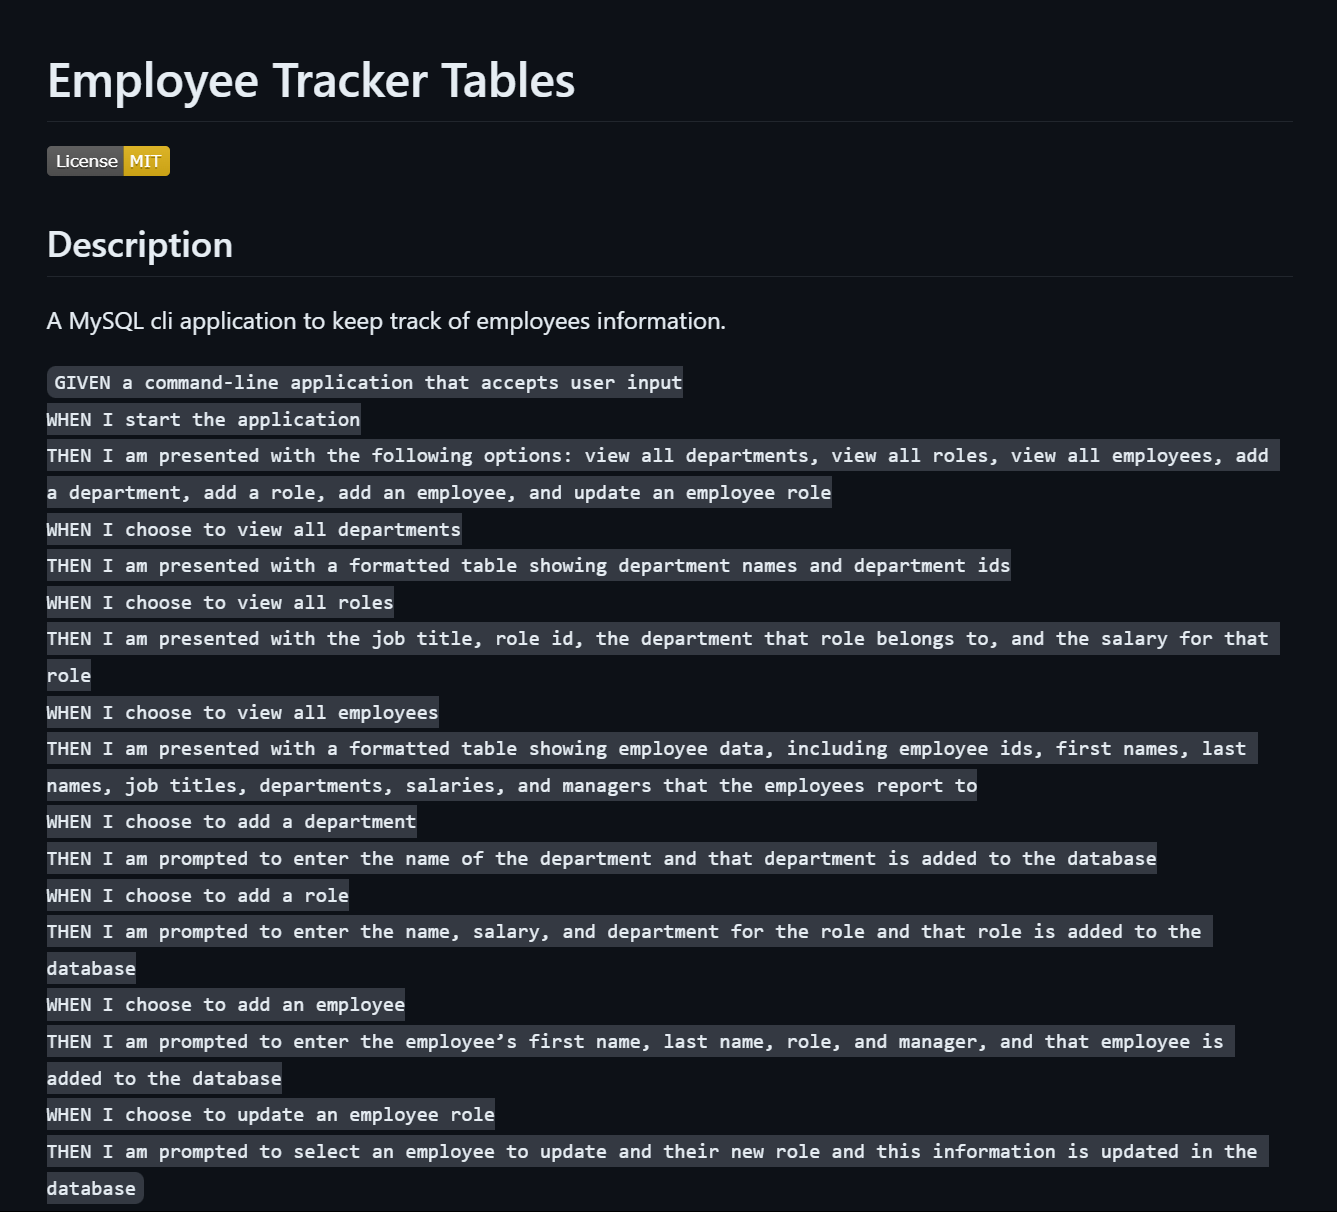 Employee Tracker Tables
License MIT
Description
A MySQL cli application to keep track of employees information.
GIVEN a command-line application that accepts user input
WHEN I start the application
THEN I am presented with the following options: view all departments, view all roles, view all employees, add
a department, add a role, add an employee, and update an employee role
WHEN I choose to view all departments
THEN I am presented with a formatted table showing department names and department ids
WHEN I choose to view all roles
THEN I am presented with the job title, role id, the department that role belongs to, and the salary for that
role
WHEN I choose to view all employees
THEN I am presented with a formatted table showing employee data, including employee ids, first names, last
names, job titles, departments, salaries, and managers that the employees report to
WHEN I choose to add a department
THEN I am prompted to enter the name of the department and that department is added to the database
WHEN I choose to add a role
THEN I am prompted to enter the name, salary, and department for the role and that role is added to the
database
WHEN I choose to add an employee
THEN I am prompted to enter the employee’s first name, last name, role, and manager, and that employee is
added to the database
WHEN I choose to update an employee role
THEN I am prompted to select an employee to update and their new role and this information is updated in the
database